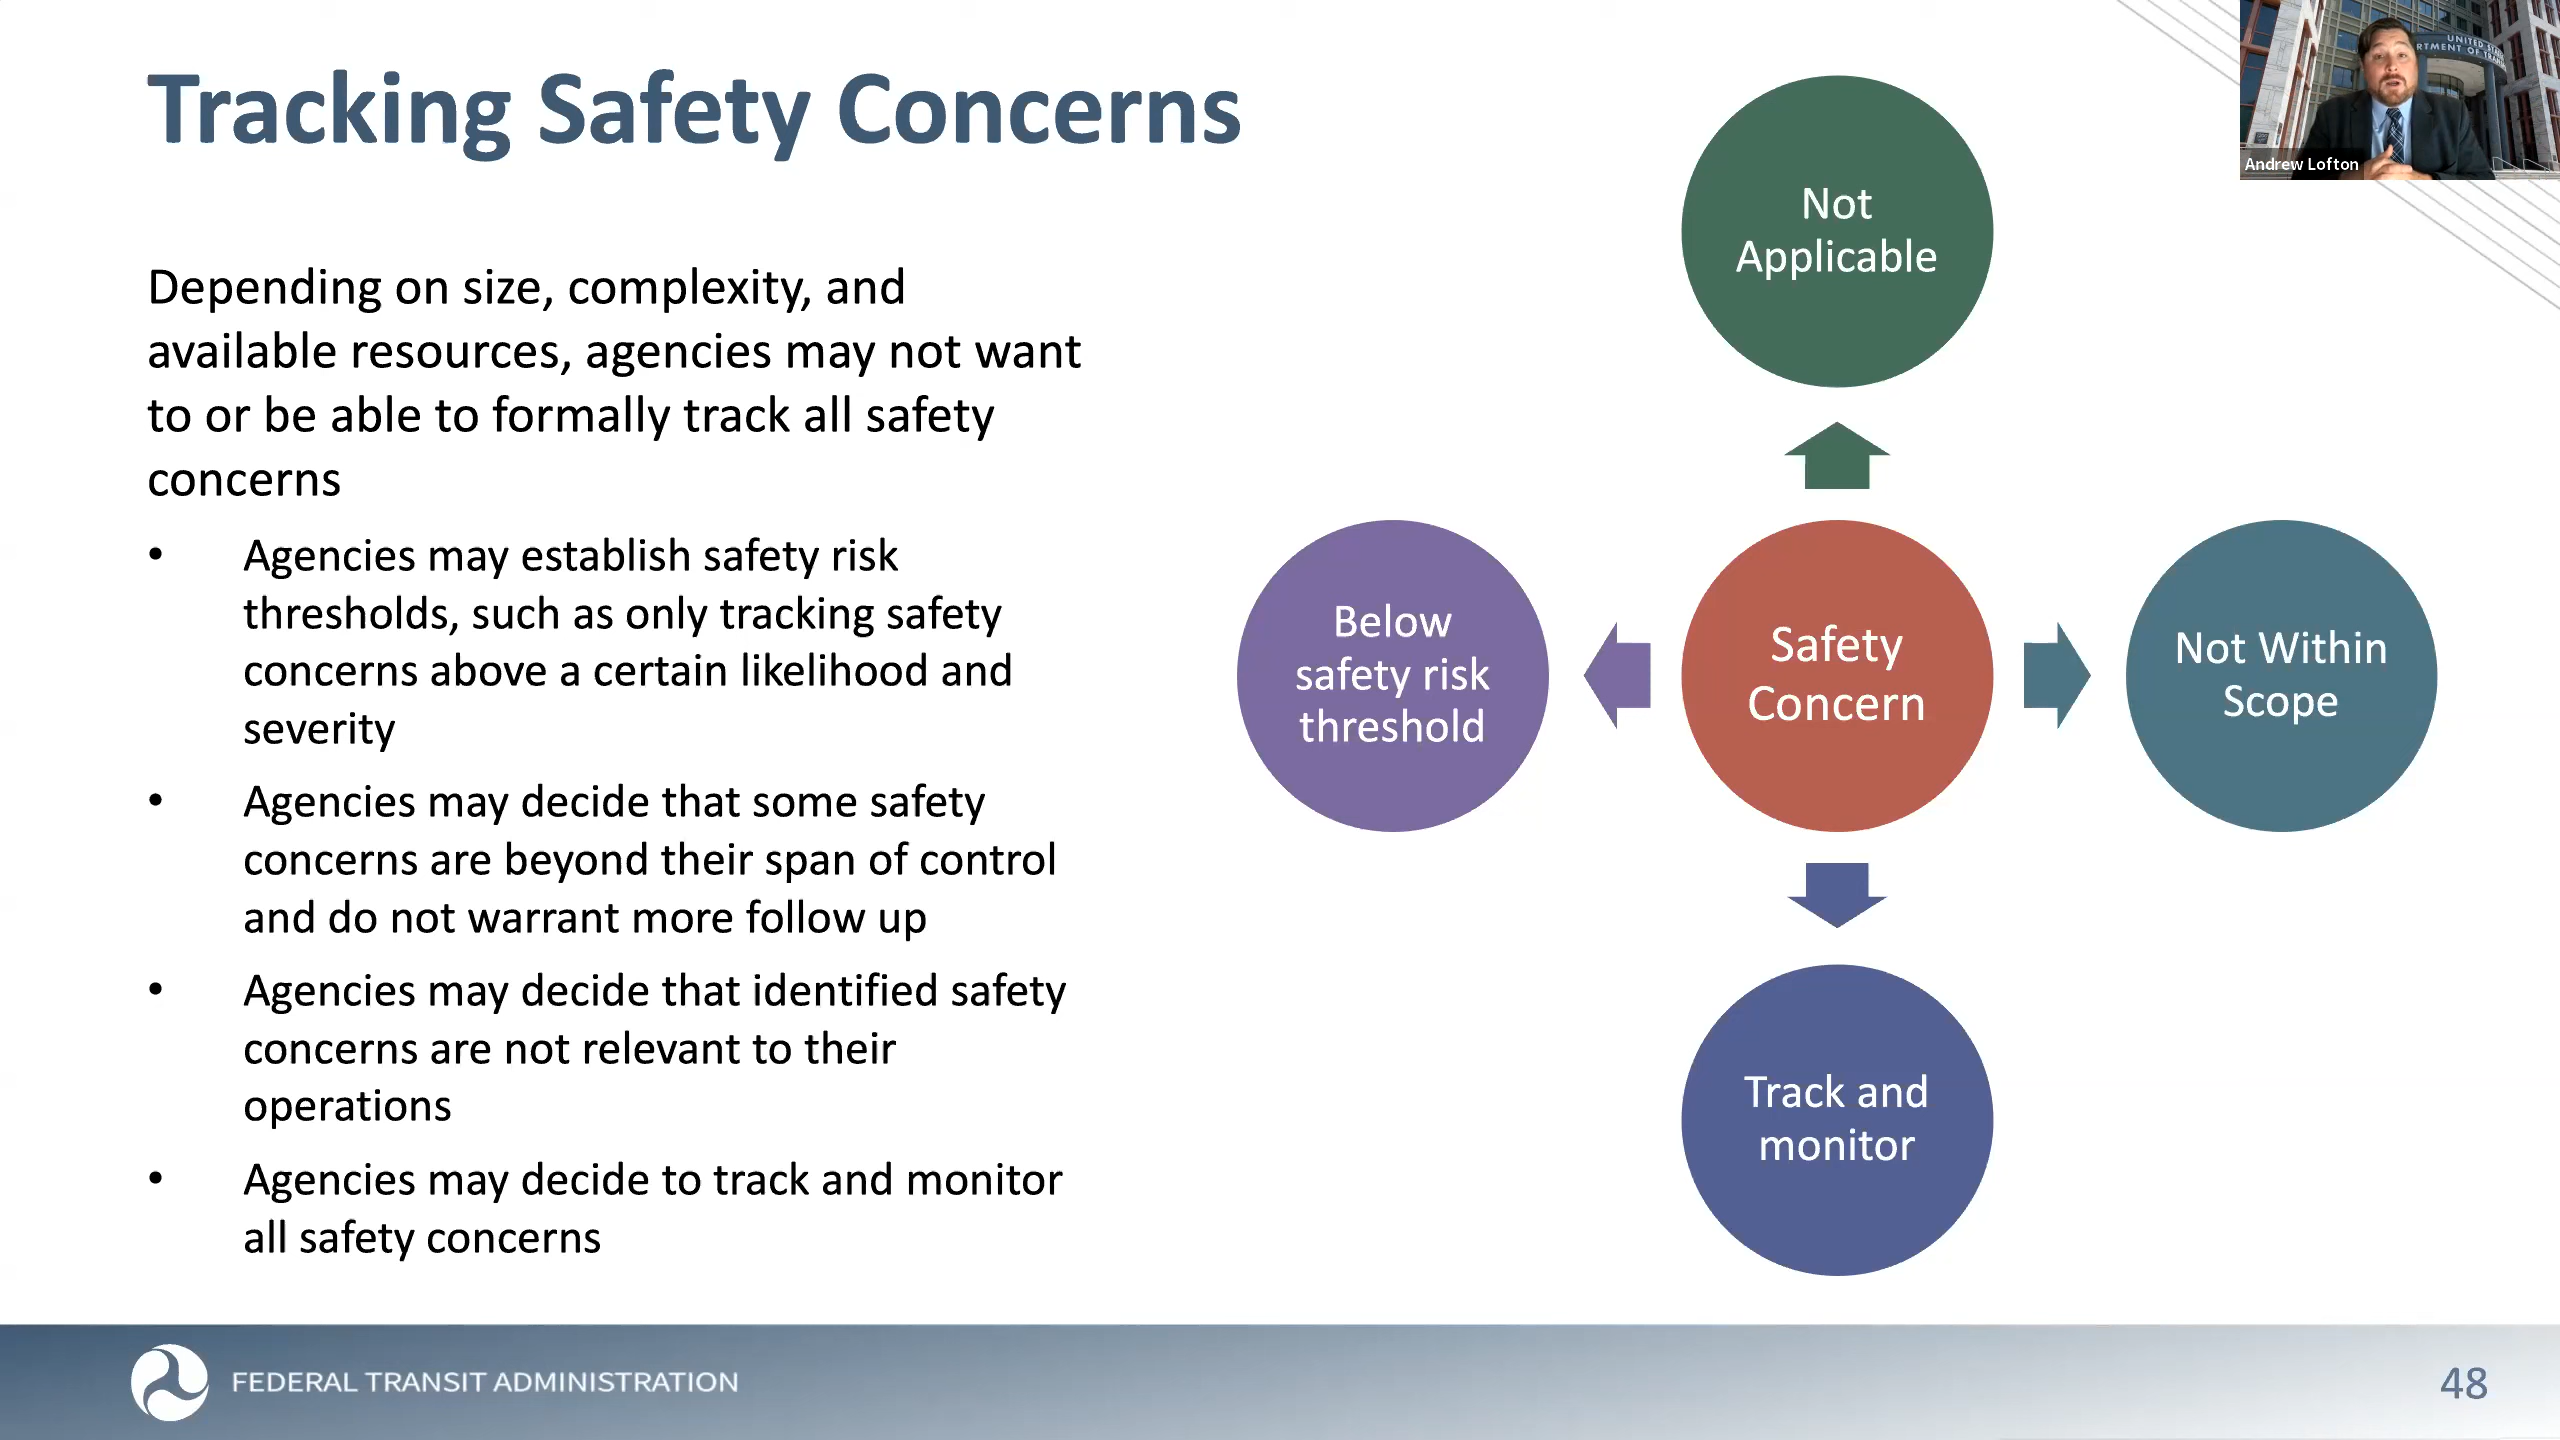 Tracking Safety Concerns
Depending on size, complexity, and
available resources, agencies may not want
to or be able to formally track all safety
concerns
• Agencies may establish safety risk
thresholds, such as only tracking safety
concerns above a certain likelihood and
severity
• Agencies may decide that some safety
concerns are beyond their span of control
and do not warrant more follow up
• Agencies may decide that identified safety
concerns are not relevant to their
operations
• Agencies may decide to track and monitor
all safety concerns
Not
Applicable
Below
safety risk
threshold
Safety
Concern
Not Within
Scope
Track and
monitor
UNITED
Andrew Lofton
FEDERAL TRANSIT ADMINISTRATION
48